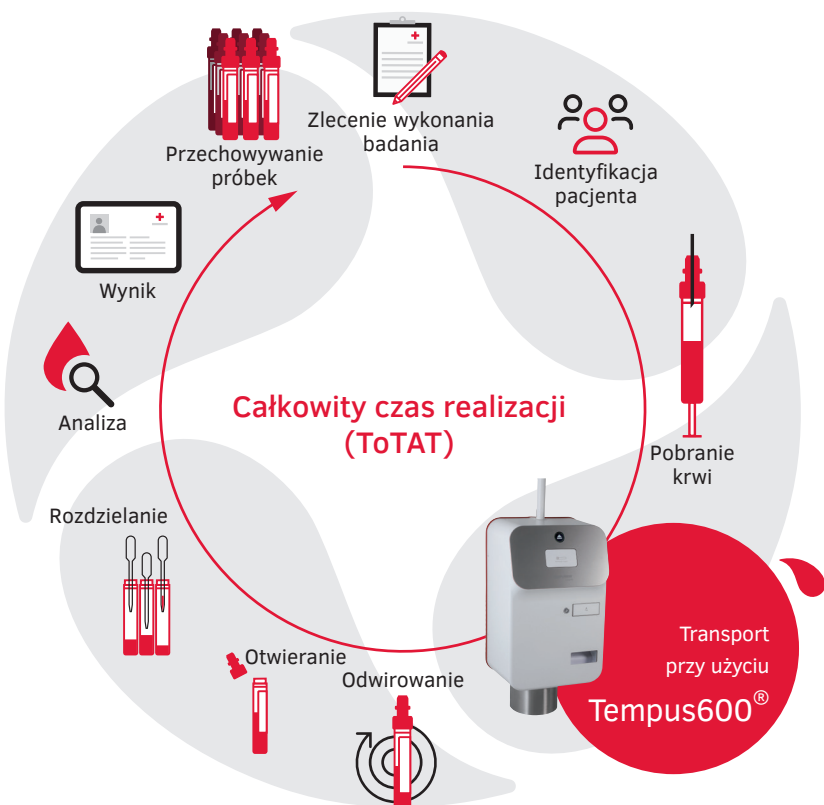 Zlecenie wykonania
badania
Identyfikacja
pacjenta
Pobranie
krwi
Transport
przy użyciu
Tempus600®
Odwirowanie
Otwieranie
Rozdzielanie
Analiza
Wynik
Przechowywanie
próbek
Całkowity czas realizacji
(ToTAT)